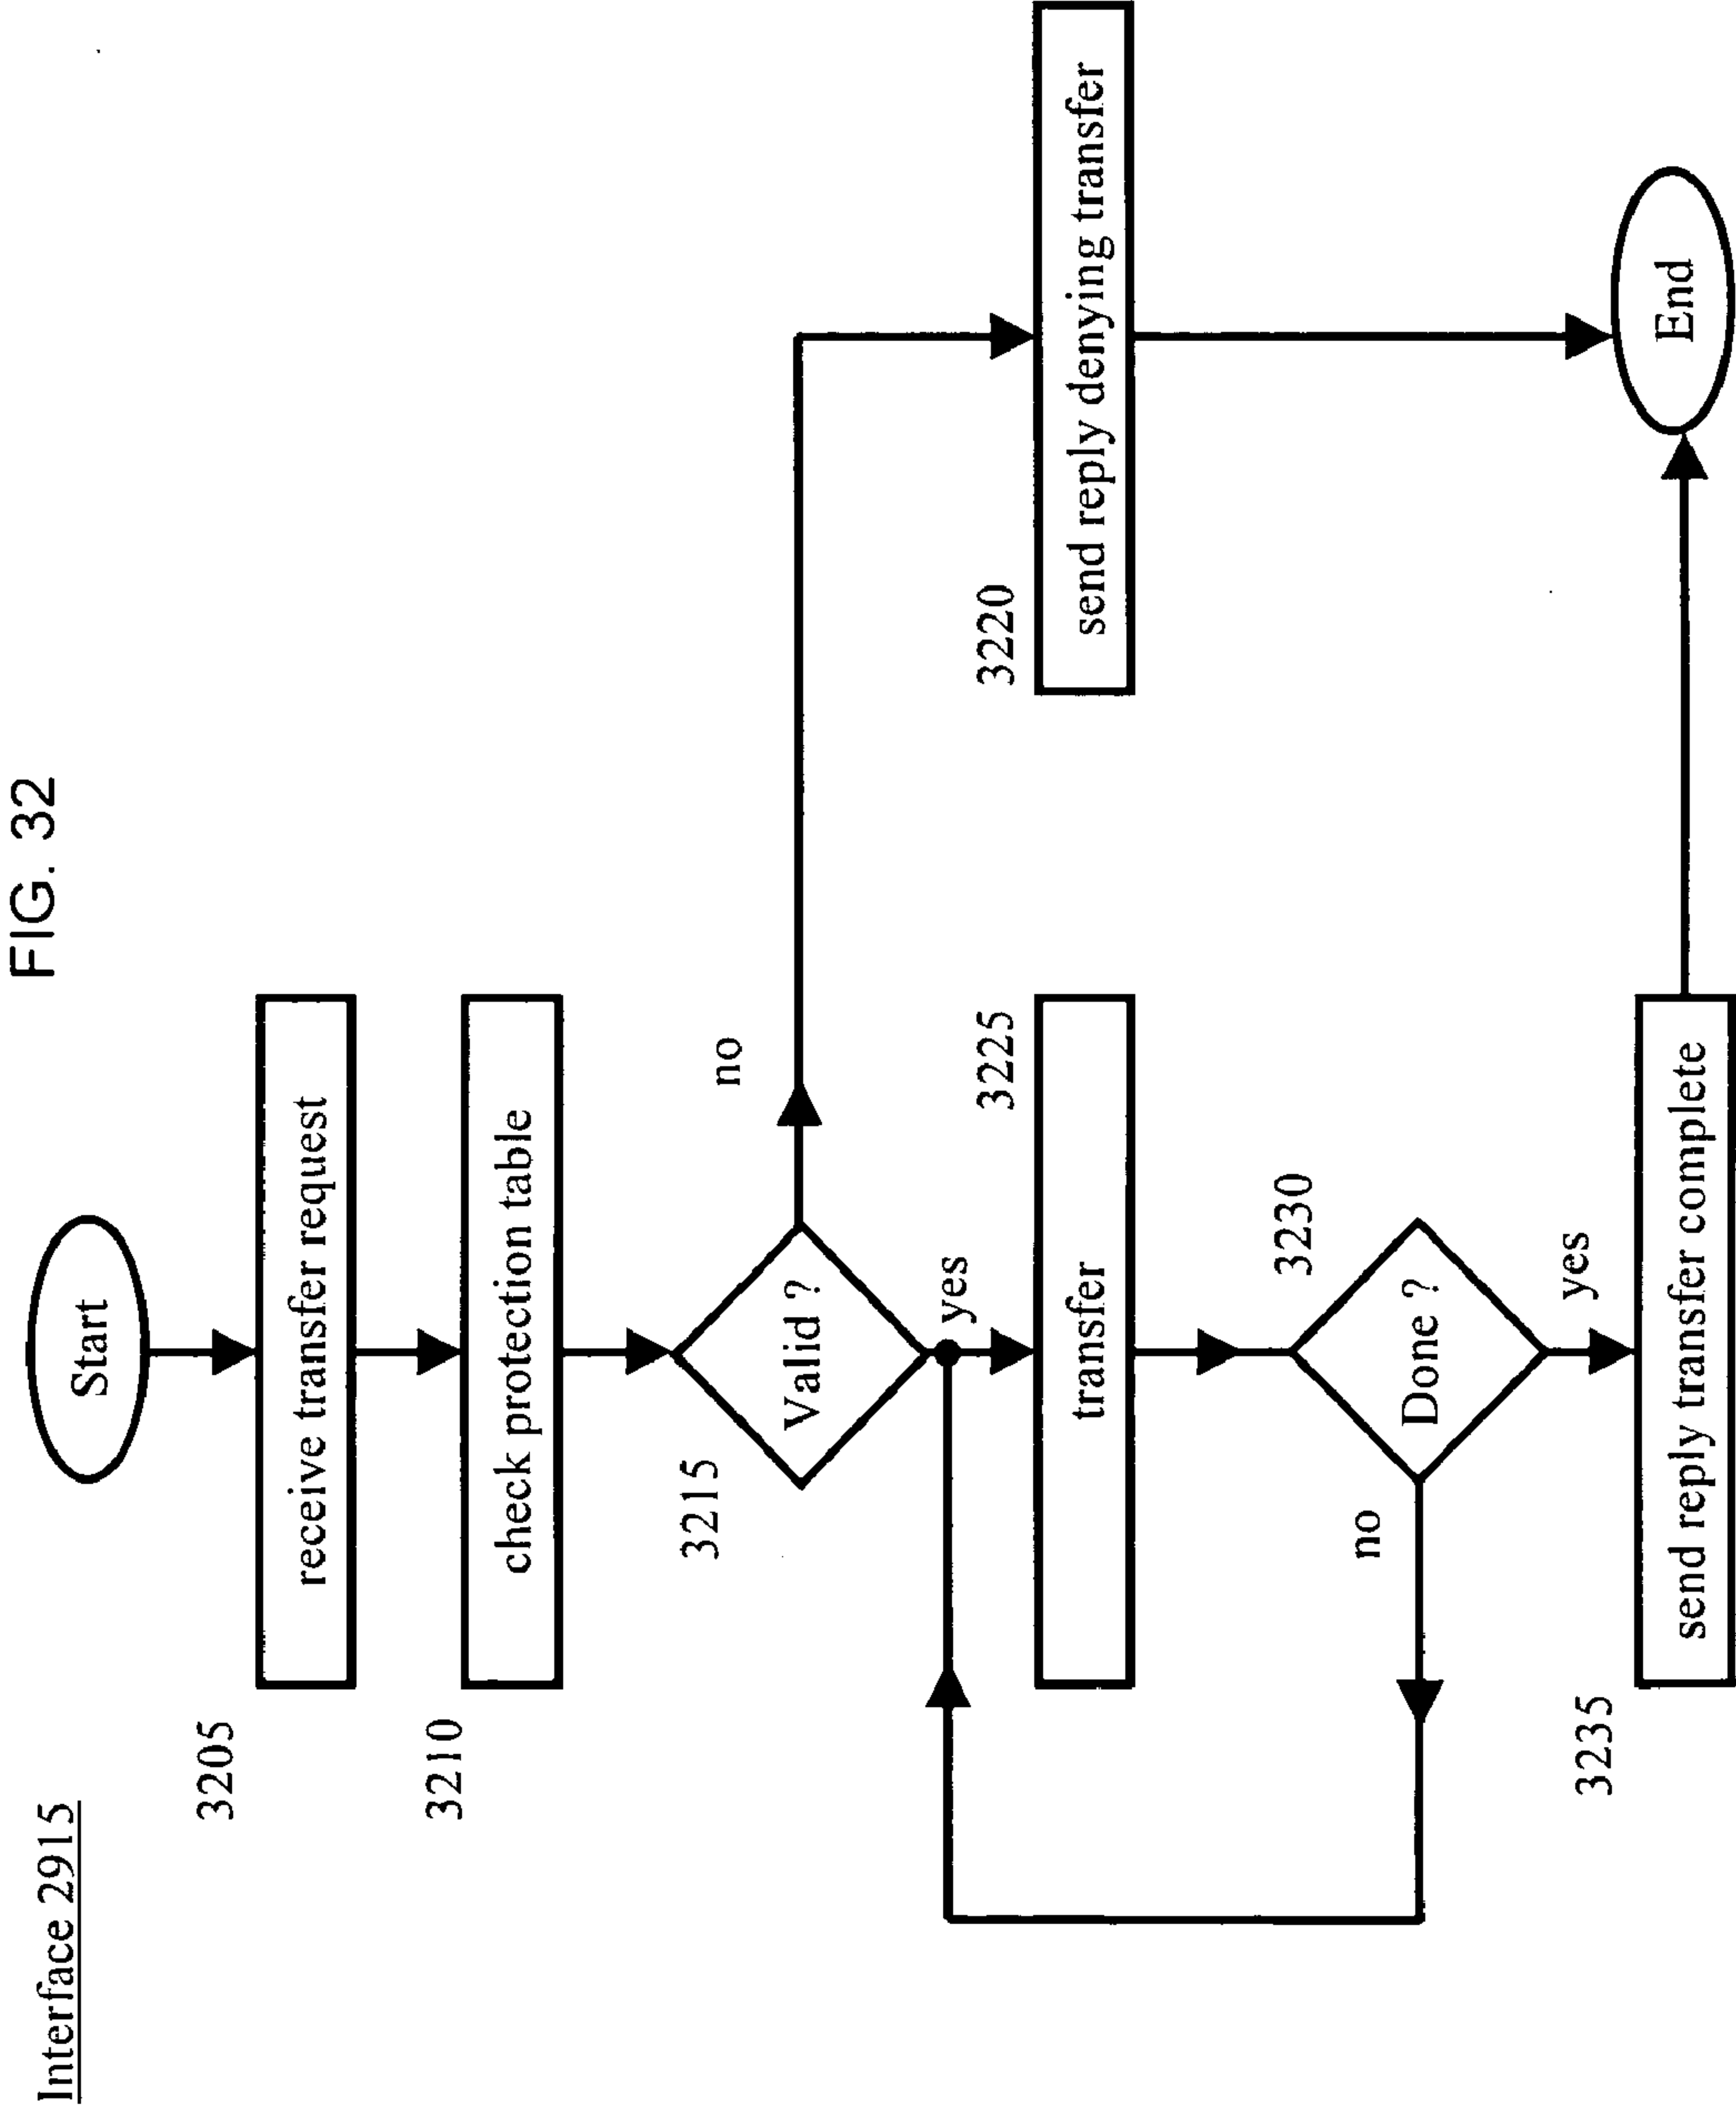 FIG. 32
Interface 2915
Start
3205
receive transfer request
3210
check protection table
3215
Valid ?
no
yes
3220
send reply denying transfer
3225
transfer
3230
Done ?
no
yes
3235
send reply transfer complete
End